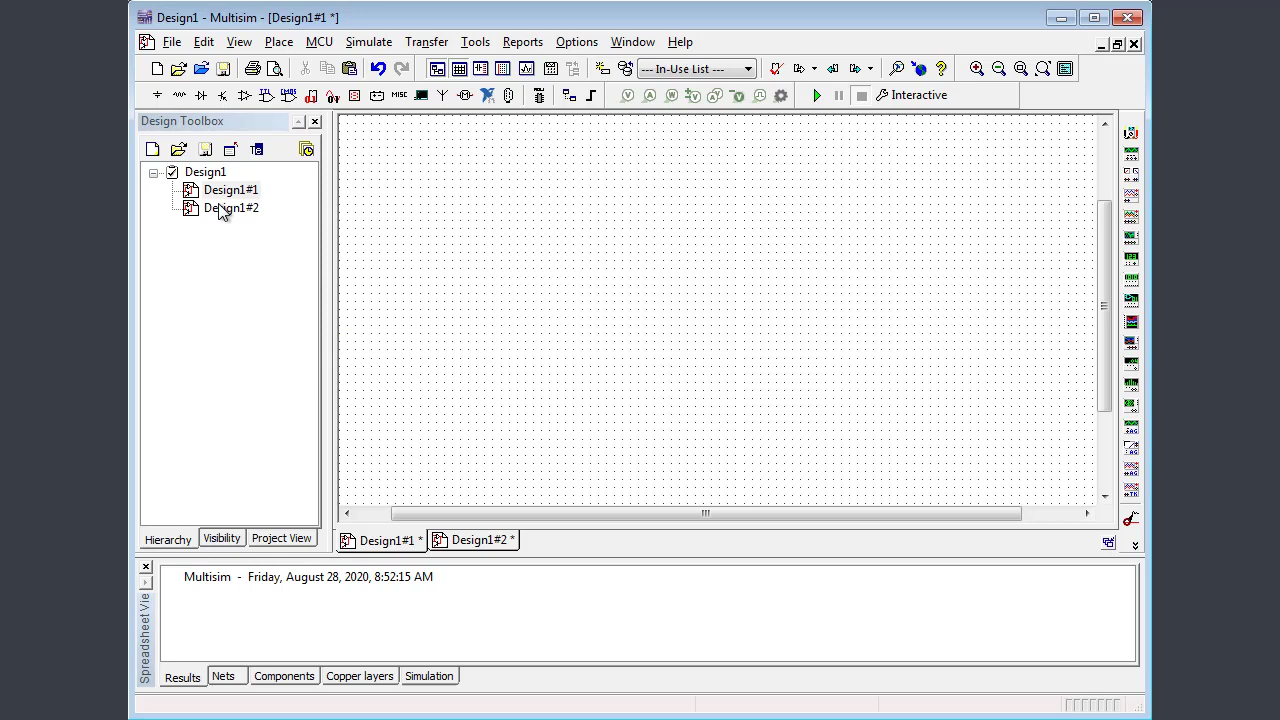 Design1 - Multisim - [Design1#1 *]
File Edit View Place MCU Simulate Transfer Tools Reports Options Window Help
--- In-Use List ---
MISC Interactive
Design Toolbox
Design1
Design1#1
Design1#2
Hierarchy Visibility Project View
Design1#1 * Design1#2 *
Multisim - Friday, August 28, 2020, 8:52:15 AM
Spreadsheet Vie
Results Nets Components Copper layers Simulation